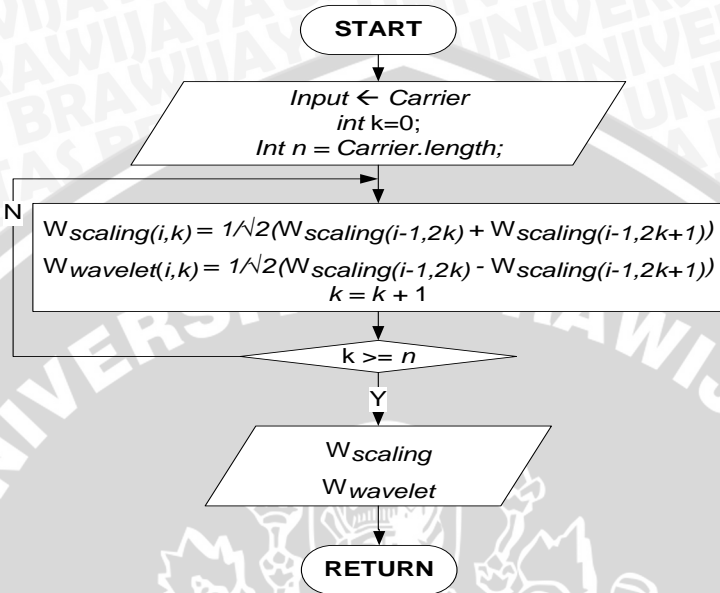 START
Input ← Carrier
int k=0;
Int n = Carrier.length;
N
Wscaling(i,k) = 1/√2(Wscaling(i-1,2k) + Wscaling(i-1,2k+1))
Wwavelet(i,k) = 1/√2(Wscaling(i-1,2k) - Wscaling(i-1,2k+1))
k = k + 1
k >= n
Y
Wscaling
Wwavelet
RETURN